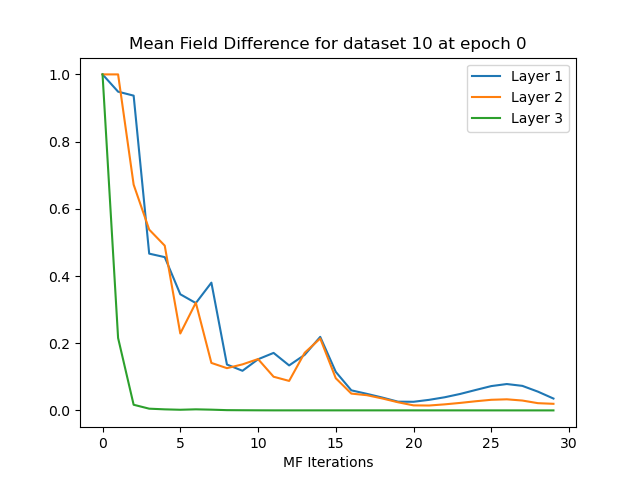 Mean Field Difference for dataset 10 at epoch 0
Layer 1
Layer 2
Layer 3
1.0
0.8
0.6
0.4
0.2
0.0
0 5 10 15 20 25 30
MF Iterations